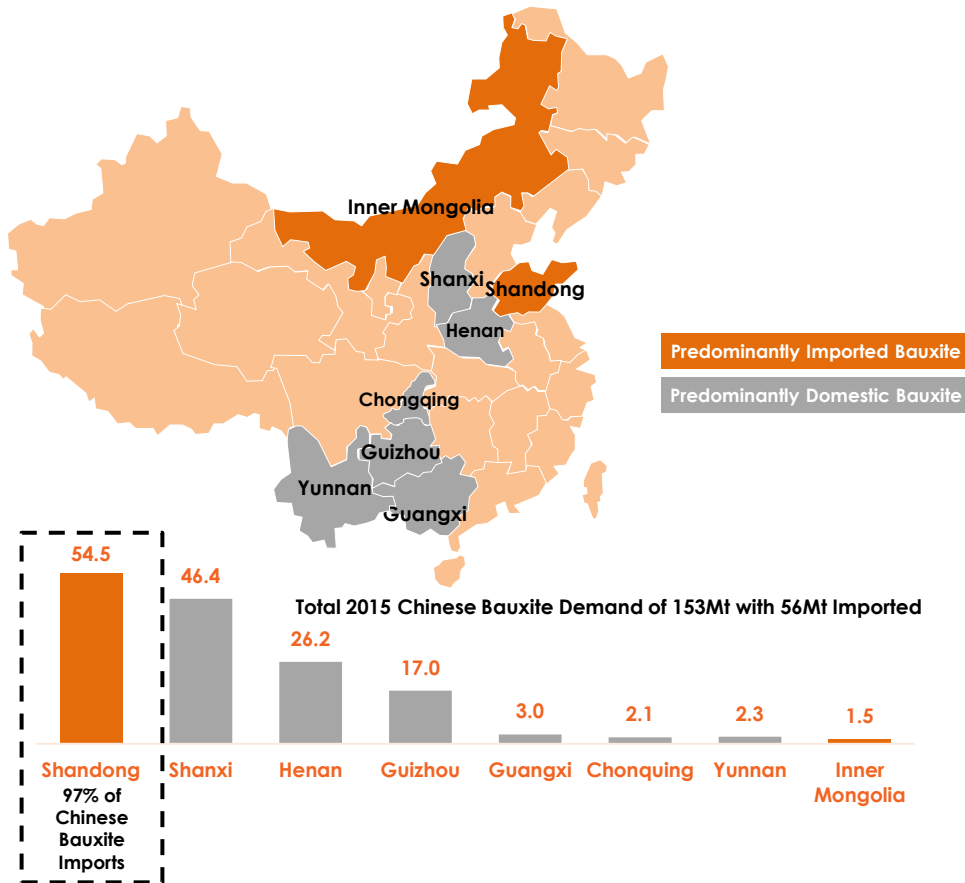 Inner Mongolia
Shanxi
Shandong
Henan
Predominantly Imported Bauxite
Predominantly Domestic Bauxite
Chongqing
Guizhou
Yunnan
Guangxi
Total 2015 Chinese Bauxite Demand of 153Mt with 56Mt Imported
54.5
46.4
26.2
17.0
3.0
2.1
2.3
1.5
Shandong
Shanxi
Henan
Guizhou
Guangxi
Chonquing
Yunnan
Inner
Mongolia
97% of
Chinese
Bauxite
Imports